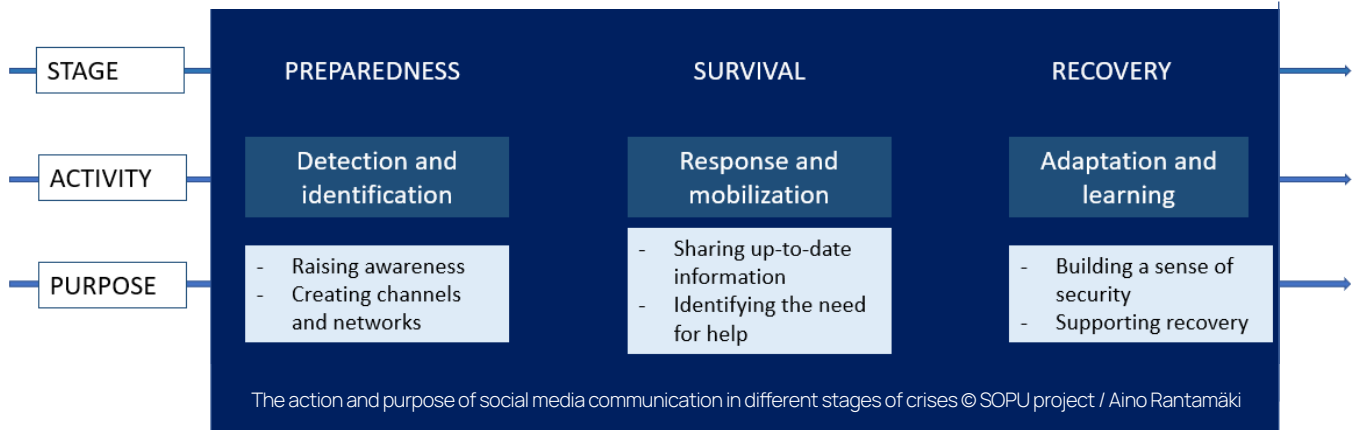 STAGE
PREPAREDNESS
SURVIVAL
RECOVERY
ACTIVITY
Detection and
identification
Response and
mobilization
Adaptation and
learning
PURPOSE
- Raising awareness
- Creating channels
and networks
- Sharing up-to-date
information
- Identifying the need
for help
- Building a sense of
security
- Supporting recovery
The action and purpose of social media communication in different stages of crises © SOPU project / Aino Rantamäki